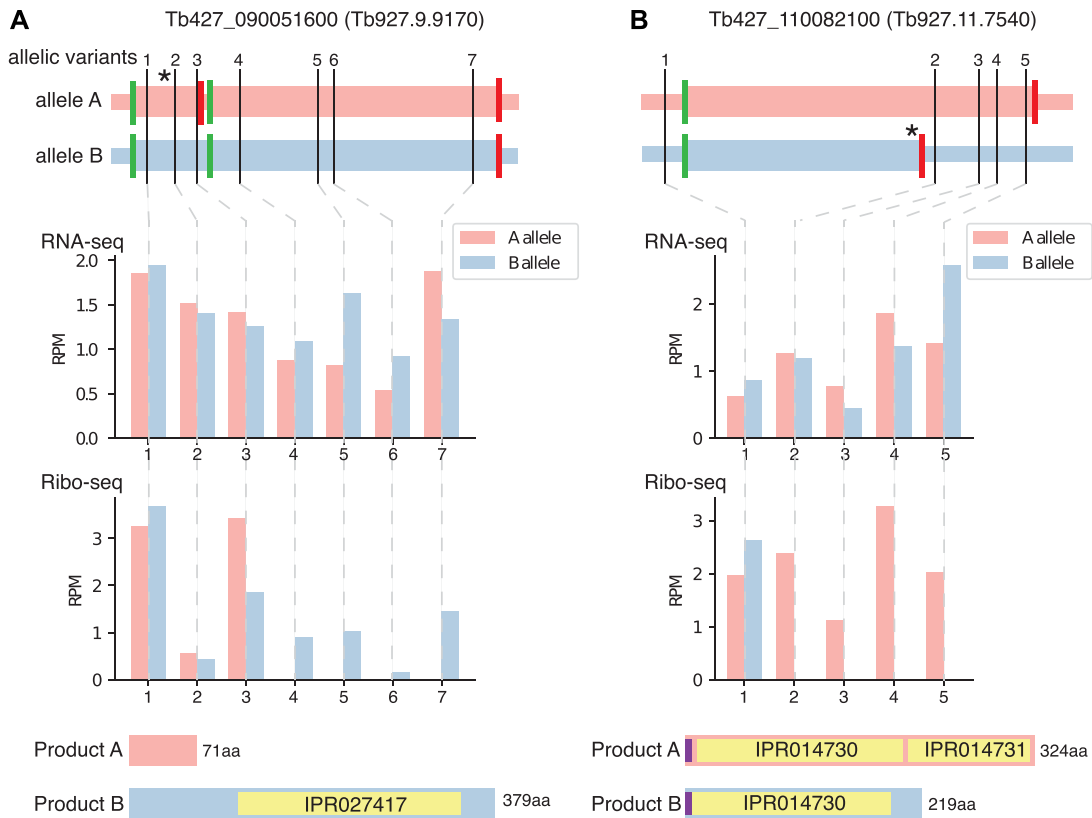 A
Tb427_090051600 (Tb927.9.9170)
allelic variants 1 2 3 4 5 6 7
*
allele A
allele B
RNA-seq
A allele
B allele
2.0
1.5
1.0
0.5
0.0
RPM
1 2 3 4 5 6 7
Ribo-seq
3
2
1
0
RPM
1 2 3 4 5 6 7
Product A 71aa
Product B IPR027417 379aa
B
Tb427_110082100 (Tb927.11.7540)
1 2 3 4 5
*
RNA-seq
A allele
B allele
2
1
0
RPM
1 2 3 4 5
Ribo-seq
3
2
1
0
RPM
1 2 3 4 5
Product A IPR014730 IPR014731 324aa
Product B IPR014730 219aa